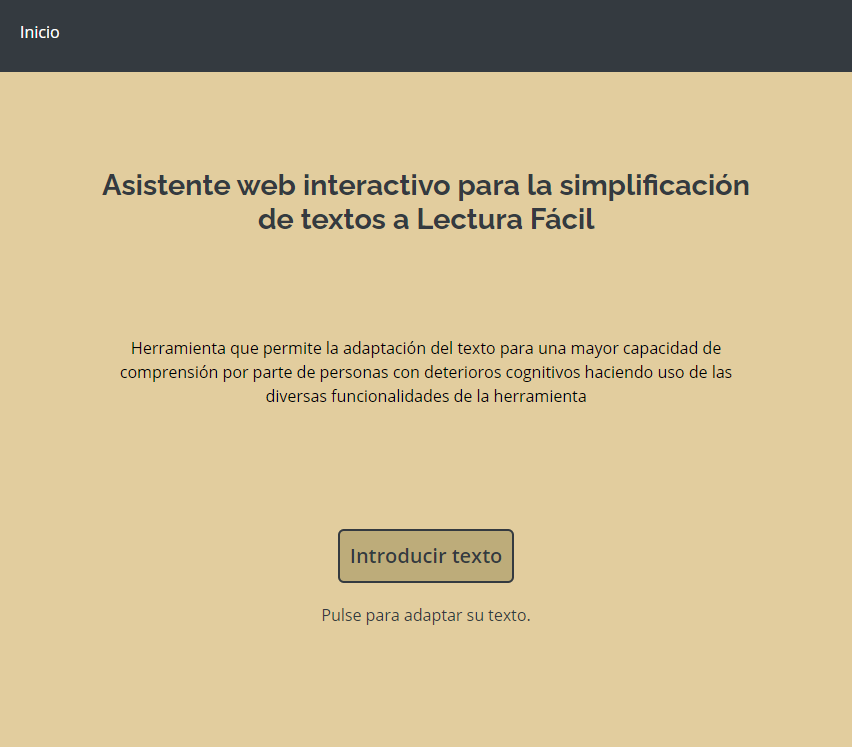 Inicio
Asistente web interactivo para la simplificación
de textos a Lectura Fácil
Herramienta que permite la adaptación del texto para una mayor capacidad de
comprensión por parte de personas con deterioros cognitivos haciendo uso de las
diversas funcionalidades de la herramienta
Introducir texto
Pulse para adaptar su texto.